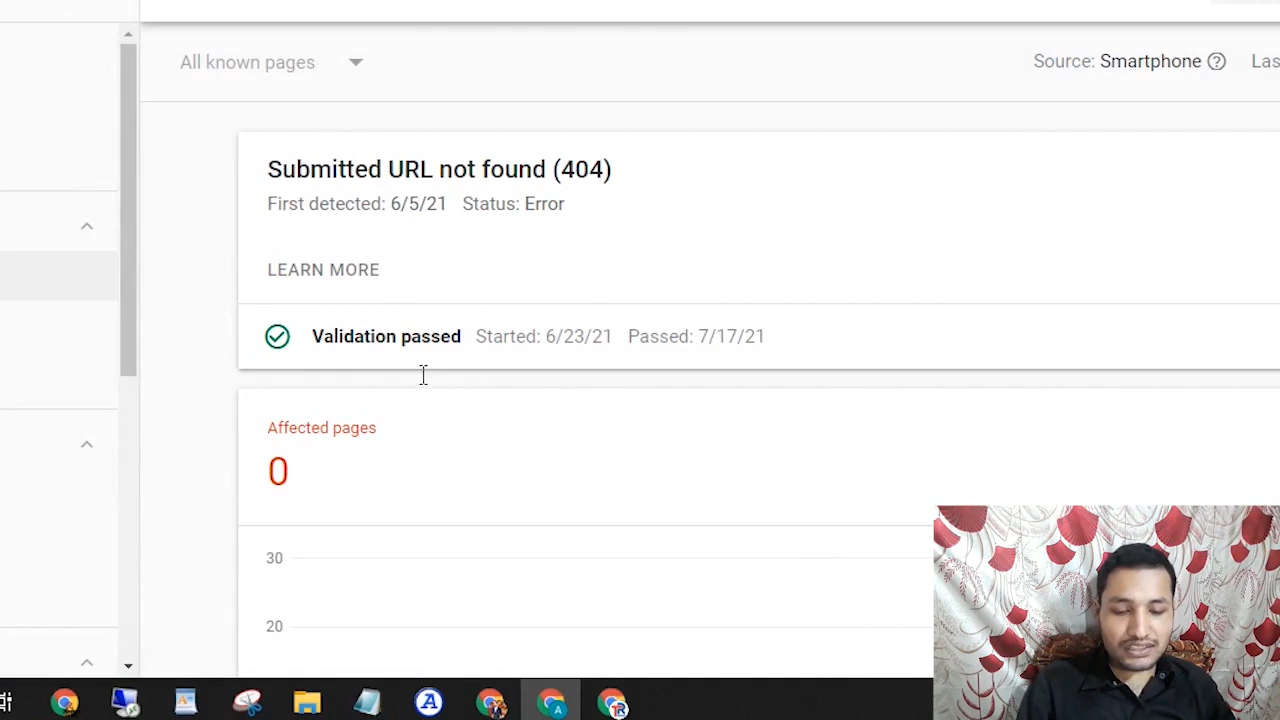 All known pages
Source: Smartphone
Las
Submitted URL not found (404)
First detected: 6/5/21 Status: Error
LEARN MORE
Validation passed Started: 6/23/21 Passed: 7/17/21
Affected pages
0
30
20